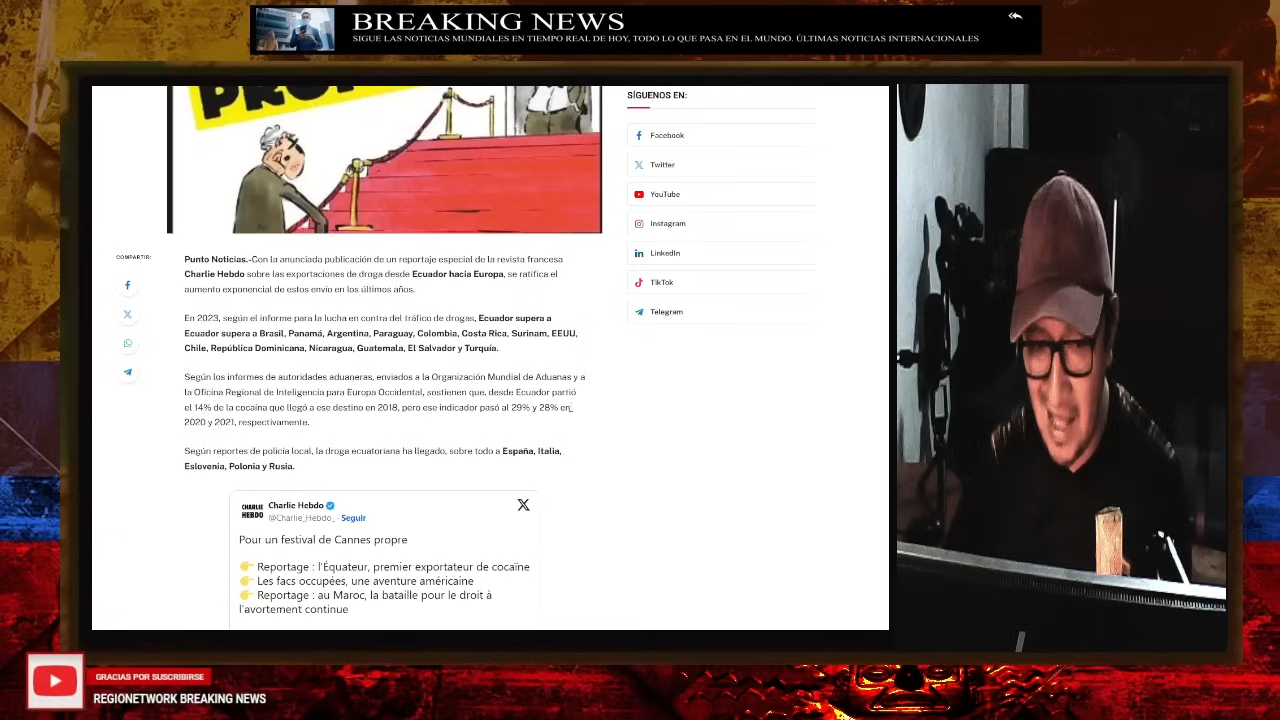 BREAKING NEWS
SIGUE LAS NOTICIAS MUNDIALES EN TIEMPO REAL DE HOY, TODO LO QUE PASA EN EL MUNDO. ÚLTIMAS NOTICIAS INTERNACIONALES
SÍGUENOS EN:
Facebook
Twitter
YouTube
Instagram
LinkedIn
TikTok
Telegram
COMPARTIR:
Punto Noticias.-Con la anunciada publicación de un reportaje especial de la revista francesa
Charlie Hebdo sobre las exportaciones de droga desde Ecuador hacia Europa, se ratifica el
aumento exponencial de estos envío en los últimos años.
En 2023, según el informe para la lucha en contra del tráfico de drogas, Ecuador supera a
Ecuador supera a Brasil, Panamá, Argentina, Paraguay, Colombia, Costa Rica, Surinam, EEUU,
Chile, República Dominicana, Nicaragua, Guatemala, El Salvador y Turquía.
Según los informes de autoridades aduaneras, enviados a la Organización Mundial de Aduanas y a
la Oficina Regional de Inteligencia para Europa Occidental, sostienen que, desde Ecuador partió
el 14% de la cocaína que llegó a ese destino en 2018, pero ese indicador pasó al 29% y 28% en
2020 y 2021, respectivamente.
Según reportes de policía local, la droga ecuatoriana ha llegado, sobre todo a España, Italia,
Eslovenia, Polonia y Rusia.
CHARLIE HEBDO
Charlie Hebdo
@Charlie_Hebdo_ · Seguir
Pour un festival de Cannes propre
👉 Reportage : l'Équateur, premier exportateur de cocaïne
👉 Les facs occupées, une aventure américaine
👉 Reportage : au Maroc, la bataille pour le droit à
l'avortement continue
GRACIAS POR SUSCRIBIRSE
REGIONETWORK BREAKING NEWS